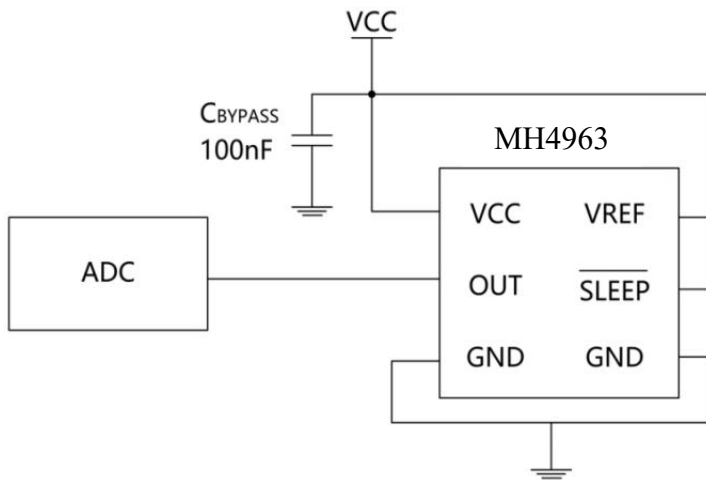 VCC
CBYPASS
100nF
MH4963
VCC VREF
ADC
OUT SLEEP
GND GND